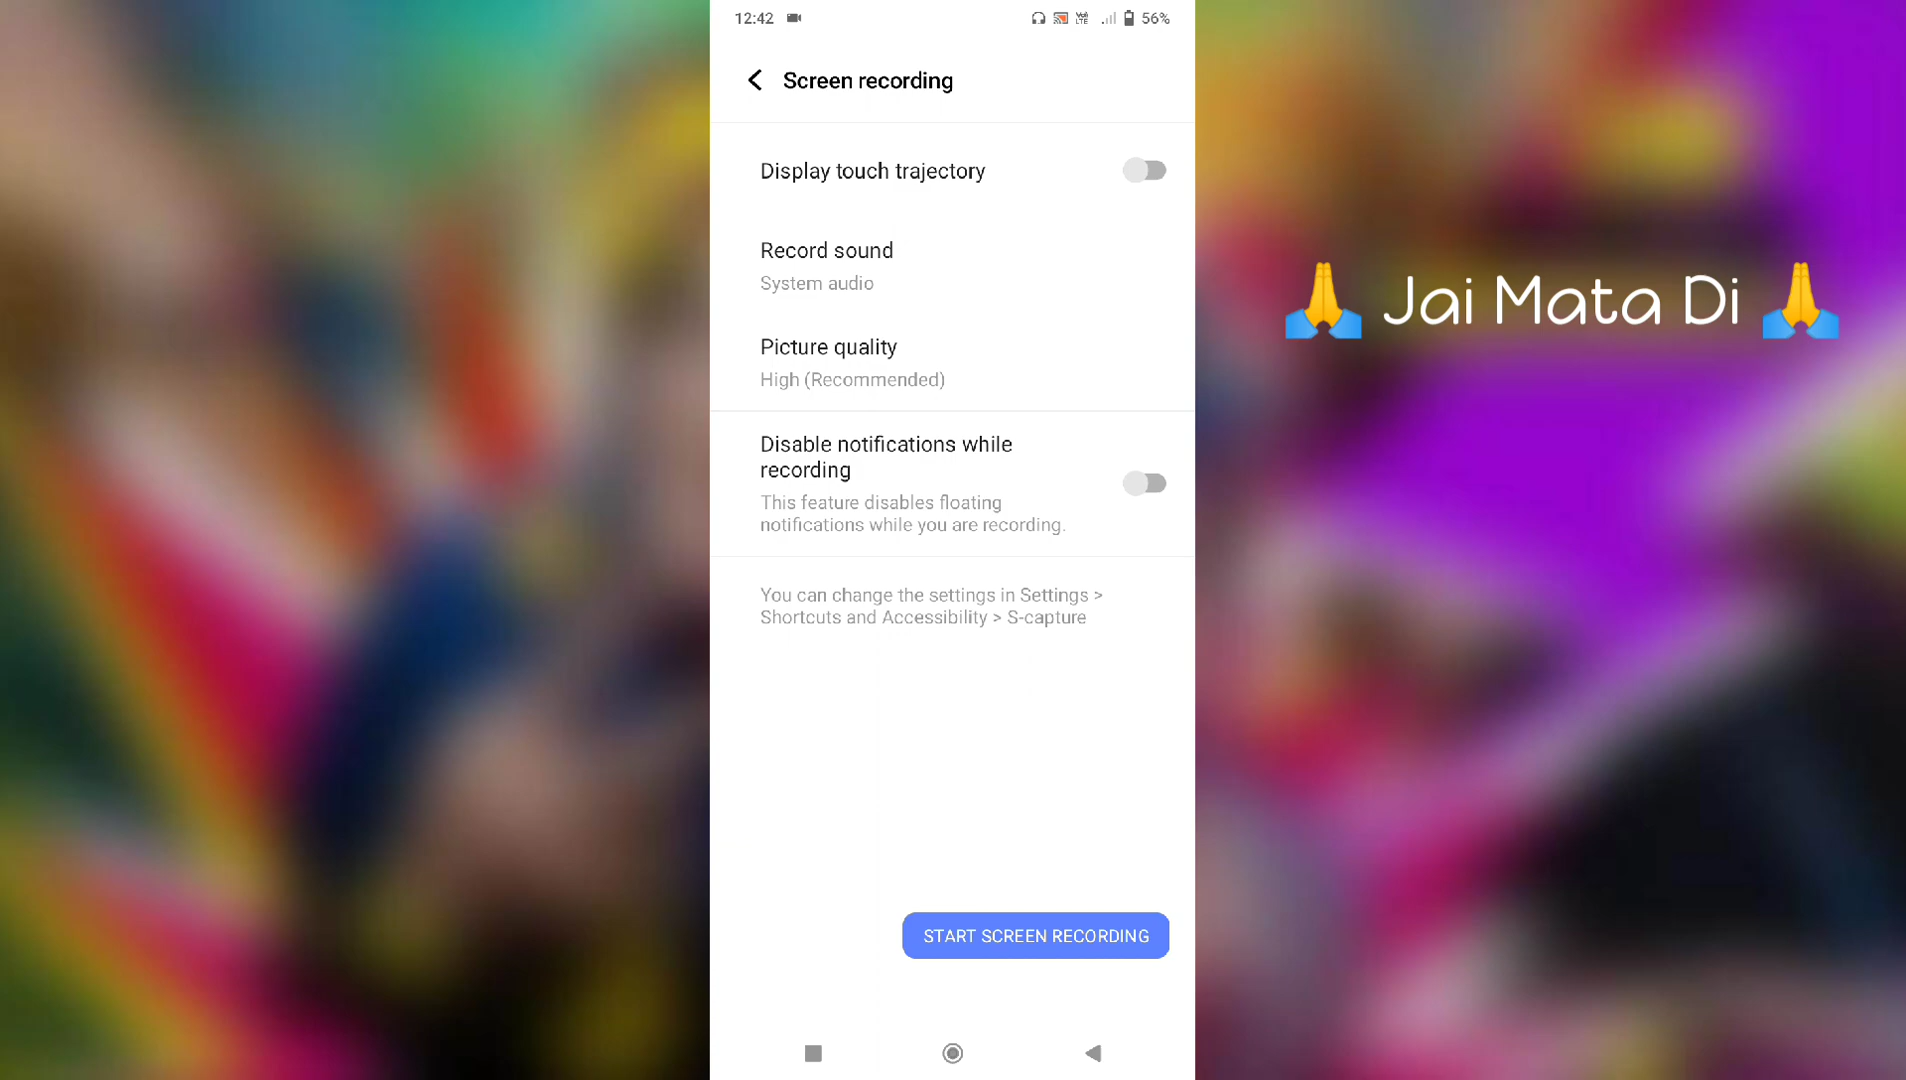 12:42
56%
Screen recording
Display touch trajectory
Record sound
System audio
Picture quality
High (Recommended)
Disable notifications while
recording
This feature disables floating
notifications while you are recording.
You can change the settings in Settings >
Shortcuts and Accessibility > S-capture
START SCREEN RECORDING
🙏 Jai Mata Di 🙏